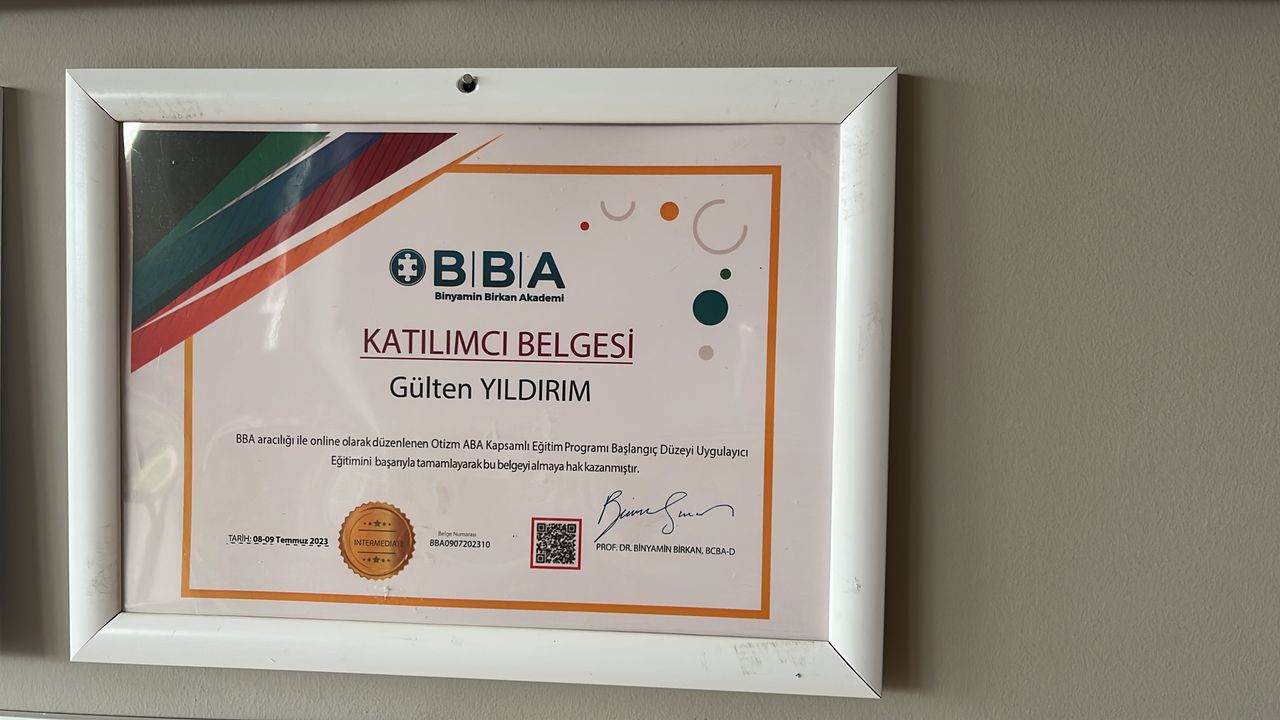 B|B|A
Binyamin Birkan Akademi
KATILIMCI BELGESİ
Gülten YILDIRIM
BBA aracılığı ile online olarak düzenlenen Otizm ABA Kapsamlı Eğitim Programı Başlangıç Düzeyi Uygulayıcı
Eğitimini başarıyla tamamlayarak bu belgeyi almaya hak kazanmıştır.
TARİH: 08-09 Temmuz 2023
INTERMEDIATE
Belge Numarası
BBA0907202310
PROF. DR. BİNYAMİN BİRKAN, BCBA-D